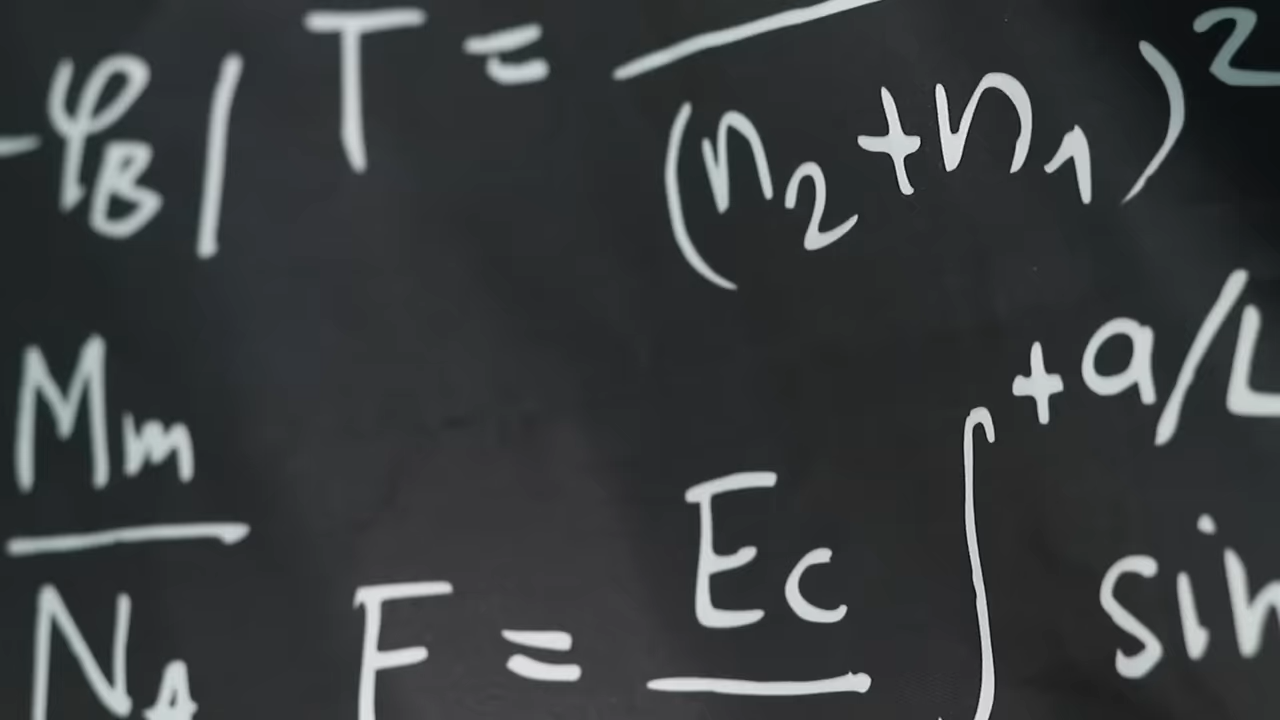 -φB| T = (n2+n1)²
+a/L
Mm
Ec
∫ sin
NA F =